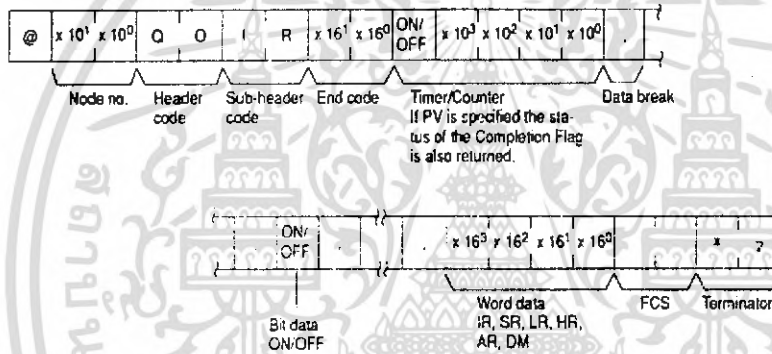 @ x 10¹ x 10⁰ Q O I R x 16¹ x 16⁰ ON/OFF x 10³ x 10² x 10¹ x 10⁰ ,
Node no. Header code Sub-header code End code Timer/Counter Data break
If PV is specified the sta-
tus of the Completion Flag
is also returned.
ON/OFF , , x 16³ x 16² x 16¹ x 16⁰ *
Bit data
ON/OFF
Word data
IR, SR, LR, HR,
AR, DM
FCS Terminator